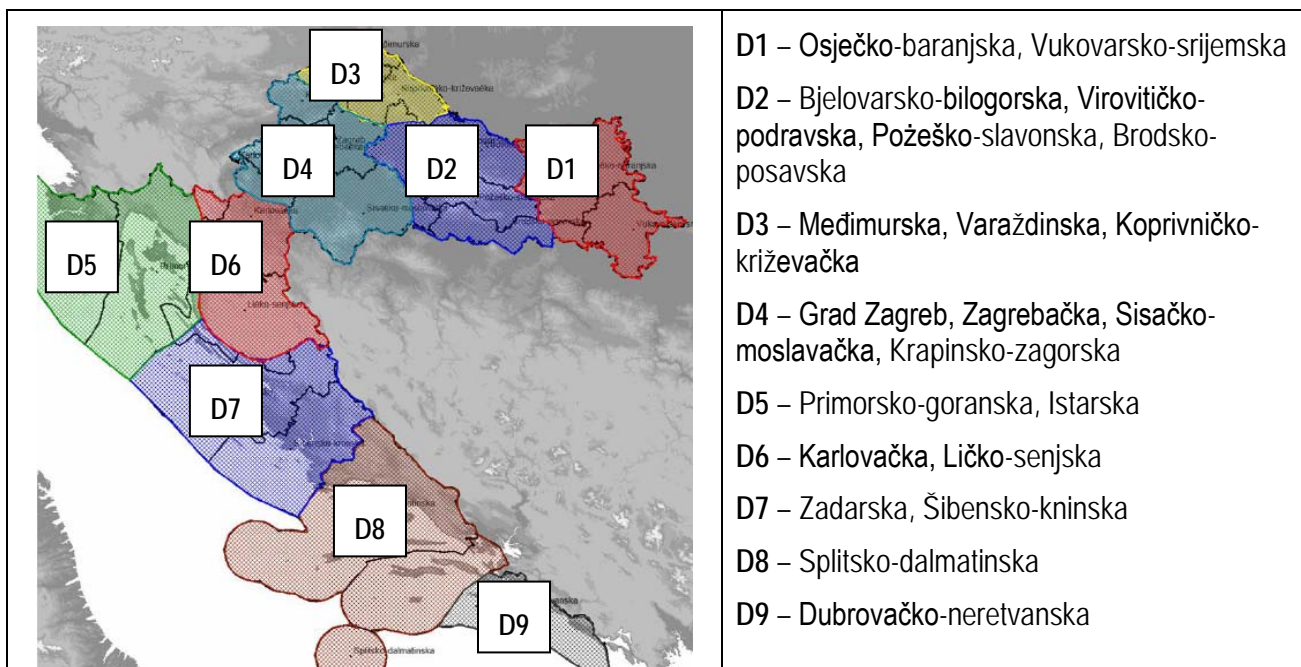 D3
D4
D2
D1
D5
D6
D7
D8
Splitsko-dalmatinska
D9
D1 – Osječko-baranjska, Vukovarsko-srijemska
D2 – Bjelovarsko-bilogorska, Virovitičko-
podravska, Požeško-slavonska, Brodsko-
posavska
D3 – Međimurska, Varaždinska, Koprivničko-
križevačka
D4 – Grad Zagreb, Zagrebačka, Sisačko-
moslavačka, Krapinsko-zagorska
D5 – Primorsko-goranska, Istarska
D6 – Karlovačka, Ličko-senjska
D7 – Zadarska, Šibensko-kninska
D8 – Splitsko-dalmatinska
D9 – Dubrovačko-neretvanska